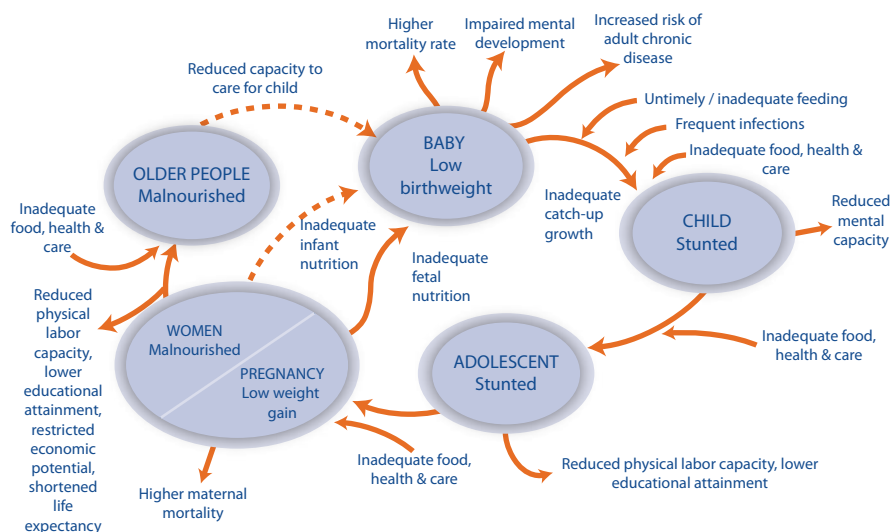 Higher
mortality rate
Impaired mental
development
Increased risk of
adult chronic
disease
Reduced capacity to
care for child
Untimely / inadequate feeding
Frequent infections
Inadequate food, health &
care
BABY
Low
birthweight
OLDER PEOPLE
Malnourished
Inadequate
catch-up
growth
CHILD
Stunted
Reduced
mental
capacity
Inadequate
food, health &
care
Inadequate
infant
nutrition
Inadequate
fetal
nutrition
Reduced
physical
labor
capacity,
lower
educational
attainment,
restricted
economic
potential,
shortened
life
expectancy
WOMEN
Malnourished
PREGNANCY
Low weight
gain
ADOLESCENT
Stunted
Inadequate food,
health & care
Inadequate food,
health & care
Reduced physical labor capacity, lower
educational attainment
Higher maternal
mortality